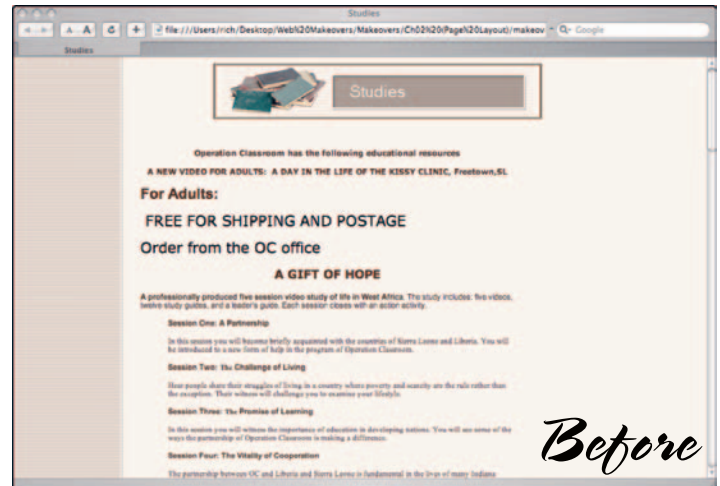 Studies
file:///Users/rich/Desktop/Web%20Makeovers/Makeovers/Ch02%20(Page%20Layout)/makeov
Google
A A
Studies
Studies
Operation Classroom has the following educational resources
A NEW VIDEO FOR ADULTS: A DAY IN THE LIFE OF THE KISSY CLINIC, Freetown,SL
For Adults:
FREE FOR SHIPPING AND POSTAGE
Order from the OC office
A GIFT OF HOPE
A professionally produced five session video study of life in West Africa. The study includes: five videos,
twelve study guides, and a leader's guide. Each session closes with an action activity.
Session One: A Partnership
In this session you will become briefly acquainted with the countries of Sierra Leone and Liberia. You will
be introduced to a new form of help in the program of Operation Classroom.
Session Two: The Challenge of Living
Hear people share their struggles of living in a country where poverty and scarcity are the rule rather than
the exception. Their witness will challenge you to examine your lifestyle.
Session Three: The Promise of Learning
In this session you will witness the importance of education in developing nations. You will see some of the
ways the partnership of Operation Classroom is making a difference.
Session Four: The Vitality of Cooperation
The partnership between OC and Liberia and Sierra Leone is fundamental in the lives of many Indiana
Before